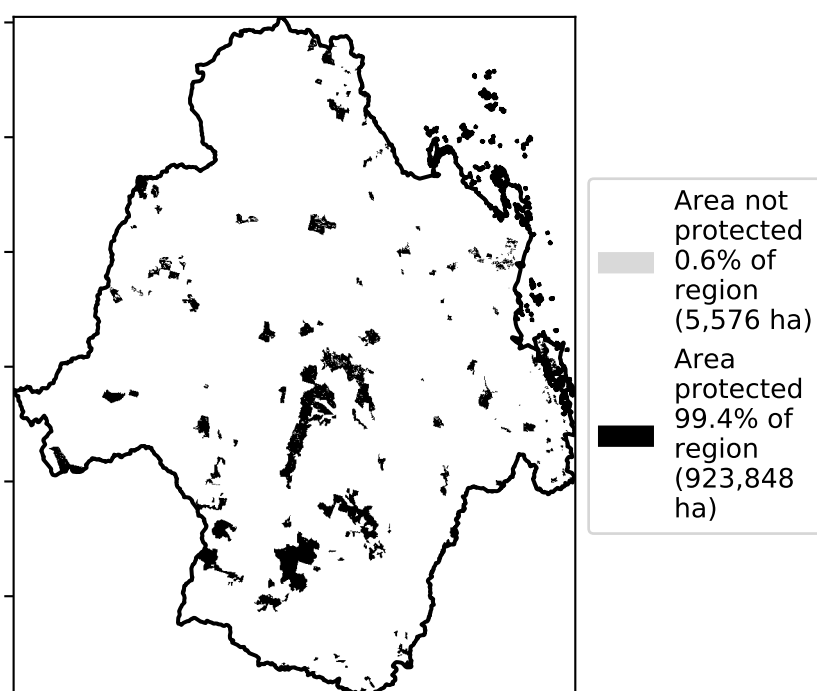 Area not
protected
0.6% of
region
(5,576 ha)
Area
protected
99.4% of
region
(923,848
ha)